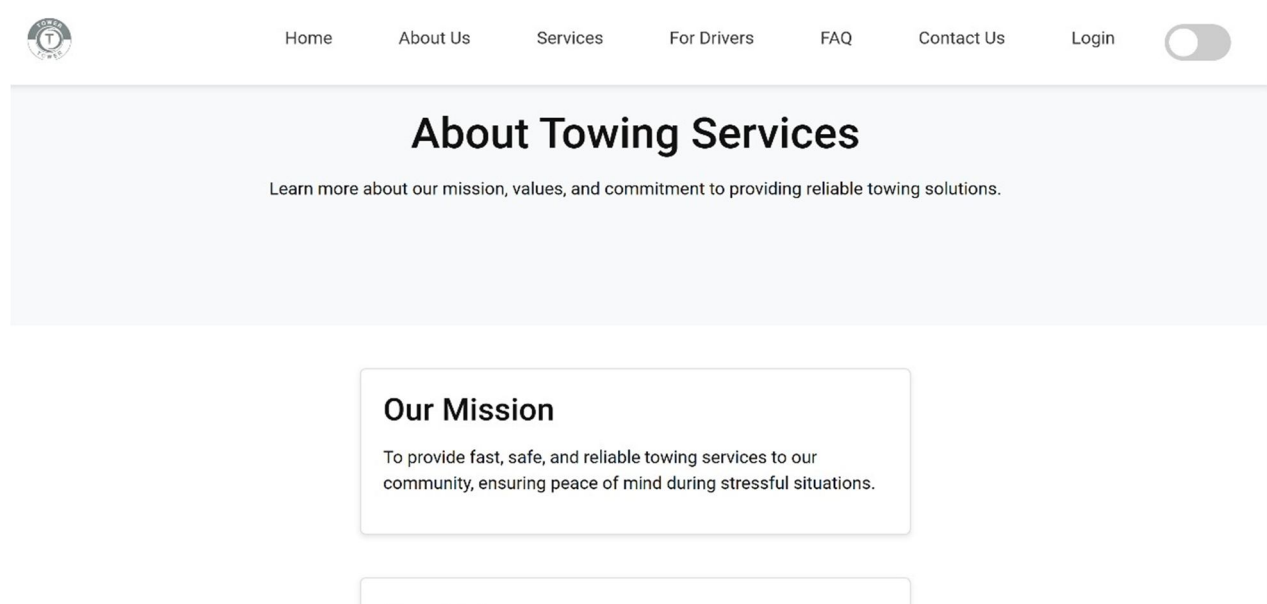 TOWER
T
TOWER
Home
About Us
Services
For Drivers
FAQ
Contact Us
Login
About Towing Services
Learn more about our mission, values, and commitment to providing reliable towing solutions.
Our Mission
To provide fast, safe, and reliable towing services to our
community, ensuring peace of mind during stressful situations.